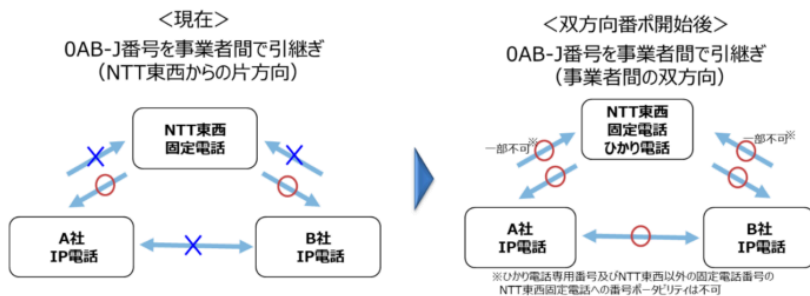 <現在>
0AB-J番号を事業者間で引継ぎ
(NTT東西からの片方向)
NTT東西
固定電話
A社
IP電話
B社
IP電話
<双方向番ポ開始後>
0AB-J番号を事業者間で引継ぎ
(事業者間の双方向)
NTT東西
固定電話
ひかり電話
一部不可※
一部不可※
A社
IP電話
B社
IP電話
※ひかり電話専用番号及びNTT東西以外の固定電話番号の
NTT東西固定電話への番号ポータビリティは不可